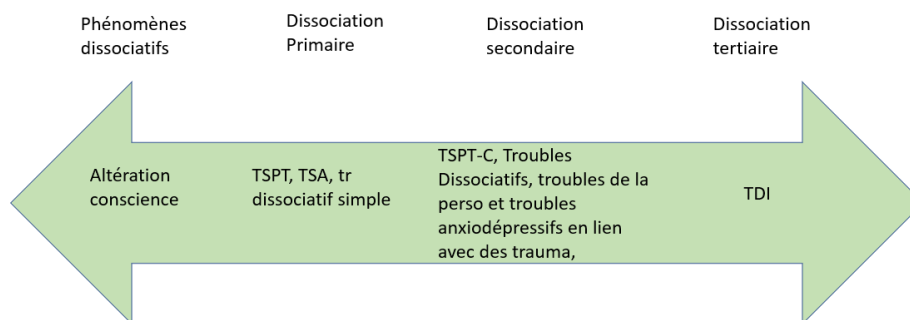 Phénomènes
dissociatifs
Dissociation
Primaire
Dissociation
secondaire
Dissociation
tertiaire
Altération
conscience
TSPT, TSA, tr
dissociatif simple
TSPT-C, Troubles
Dissociatifs, troubles de la
perso et troubles
anxiodépressifs en lien
avec des trauma,
TDI